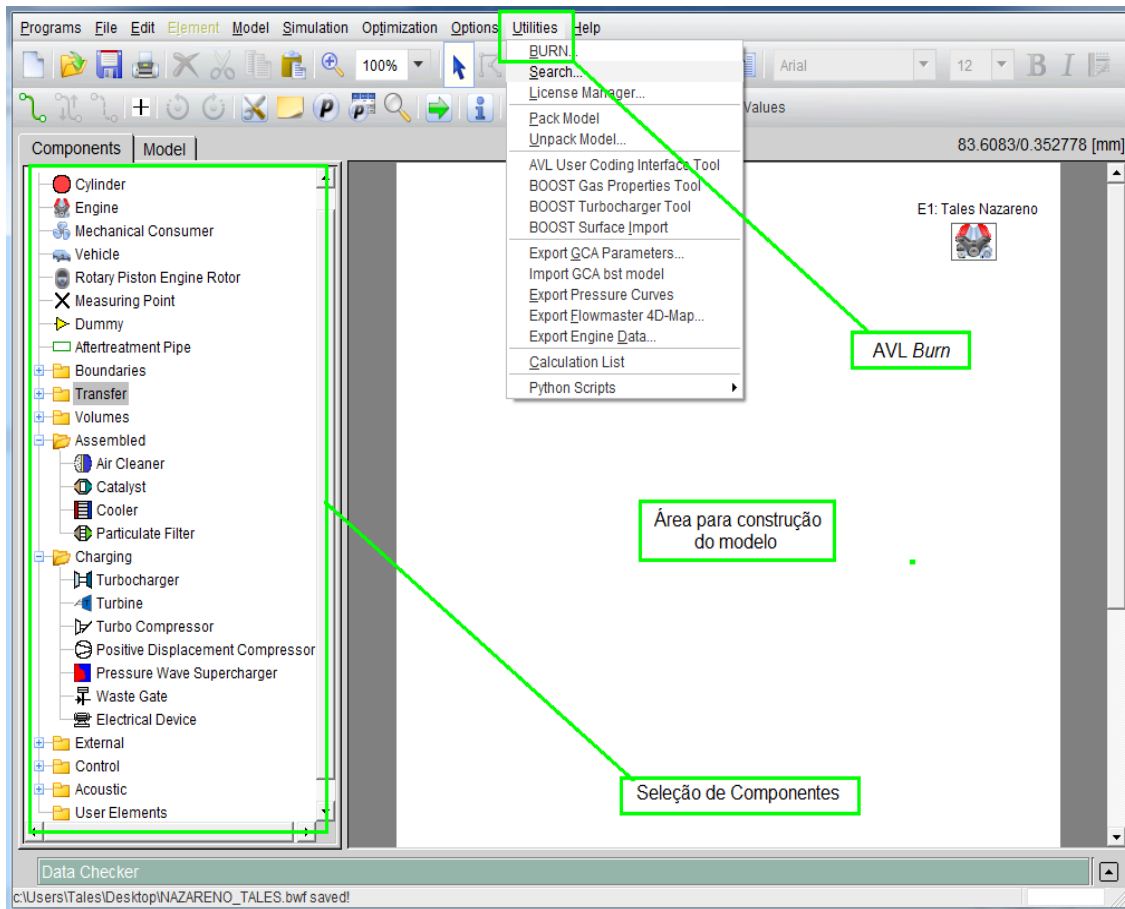 Programs File Edit Element Model Simulation Optimization Options Utilities Help
100%
Arial
12
B I
Values
Components Model
83.6083/0.352778 [mm]
Cylinder
Engine
Mechanical Consumer
Vehicle
Rotary Piston Engine Rotor
Measuring Point
Dummy
Aftertreatment Pipe
Boundaries
Transfer
Volumes
Assembled
Air Cleaner
Catalyst
Cooler
Particulate Filter
Charging
Turbocharger
Turbine
Turbo Compressor
Positive Displacement Compressor
Pressure Wave Supercharger
Waste Gate
Electrical Device
External
Control
Acoustic
User Elements
BURN...
Search...
License Manager...
Pack Model
Unpack Model...
AVL User Coding Interface Tool
BOOST Gas Properties Tool
BOOST Turbocharger Tool
BOOST Surface Import
Export GCA Parameters...
Import GCA bst model
Export Pressure Curves
Export Flowmaster 4D-Map...
Export Engine Data...
Calculation List
Python Scripts
E1: Tales Nazareno
AVL Burn
Área para construção
do modelo
Seleção de Componentes
Data Checker
c:\Users\Tales\Desktop\NAZARENO_TALES.bwf saved!